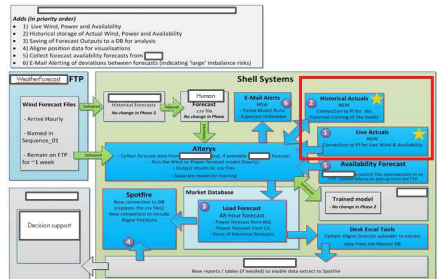 Adds (in priority order)
• 1) Live Wind, Power and Availability
• 2) Historical storage of Actual Wind, Power and Availability
• 3) Saving of Forecast Outputs to a DB for analysis
• 4) Align position data for visualisations
• 5) Collect forecast availability forecasts from
• 6) E-Mail Alerting of deviations between forecasts (indicating 'large' imbalance risks)
WeatherForecast FTP
Shell Systems
Wind Forecast Files
- Arrive Hourly
- Named in
Sequence_01
- Remain on FTP
for ~1 week
Delivered
Historical Forecasts
No change in Phase 2
Manual
Human
Forecast
csv file
No change in Phase
E-Mail Alerts
NEW
- Failed Model Runs
- Expected Imbalance
6
2
Historical Actuals
NEW
Connection to PI for the
historical training of the model
1
Live Actuals
NEW
Connection to PI for Live Wind & Availability
Delivered
Alteryx
- Collect forecast data from
, if available
forecast
- Run the Wind to Power forecast model (hourly)
- Output results to .csv files
- Separate model for training
5
Availability Forecast
Trained model
- No change in Phase 2
Decision support
Spotfire
New connection to DB
(replaces the csv files)
New connection to include
Aligne Positions
4
Market Database
3
Load Forecast
48 hour forecast
- Power forecast from MG
- Power forecast from CA
- Store of historical forecasts
Desk Excel Tools
Update Aligne Forecast uploader to extract
data from the Market DB
New reports / tables (if needed) to enable data extract to Spotfire